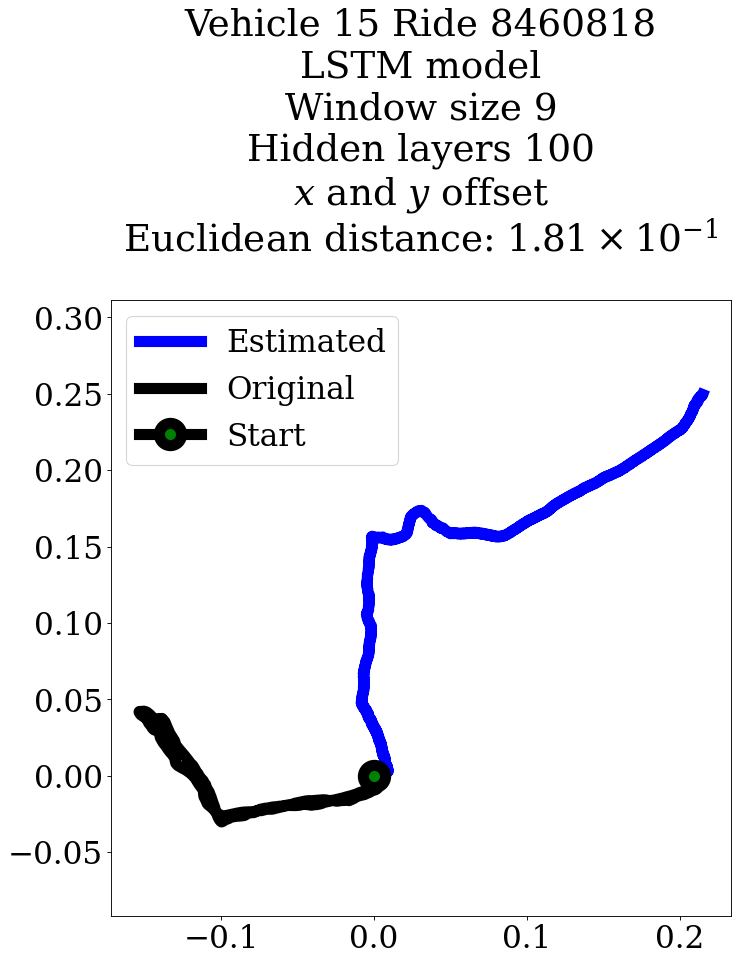 Vehicle 15 Ride 8460818
LSTM model
Window size 9
Hidden layers 100
x and y offset
Euclidean distance: 1.81 × 10⁻¹
Estimated
Original
Start
0.30
0.25
0.20
0.15
0.10
0.05
0.00
−0.05
−0.1 0.0 0.1 0.2